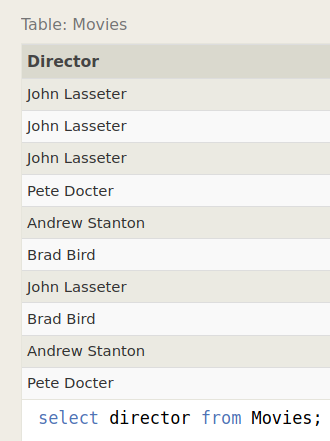 Table: Movies
Director
John Lasseter
John Lasseter
John Lasseter
Pete Docter
Andrew Stanton
Brad Bird
John Lasseter
Brad Bird
Andrew Stanton
Pete Docter
select director from Movies;